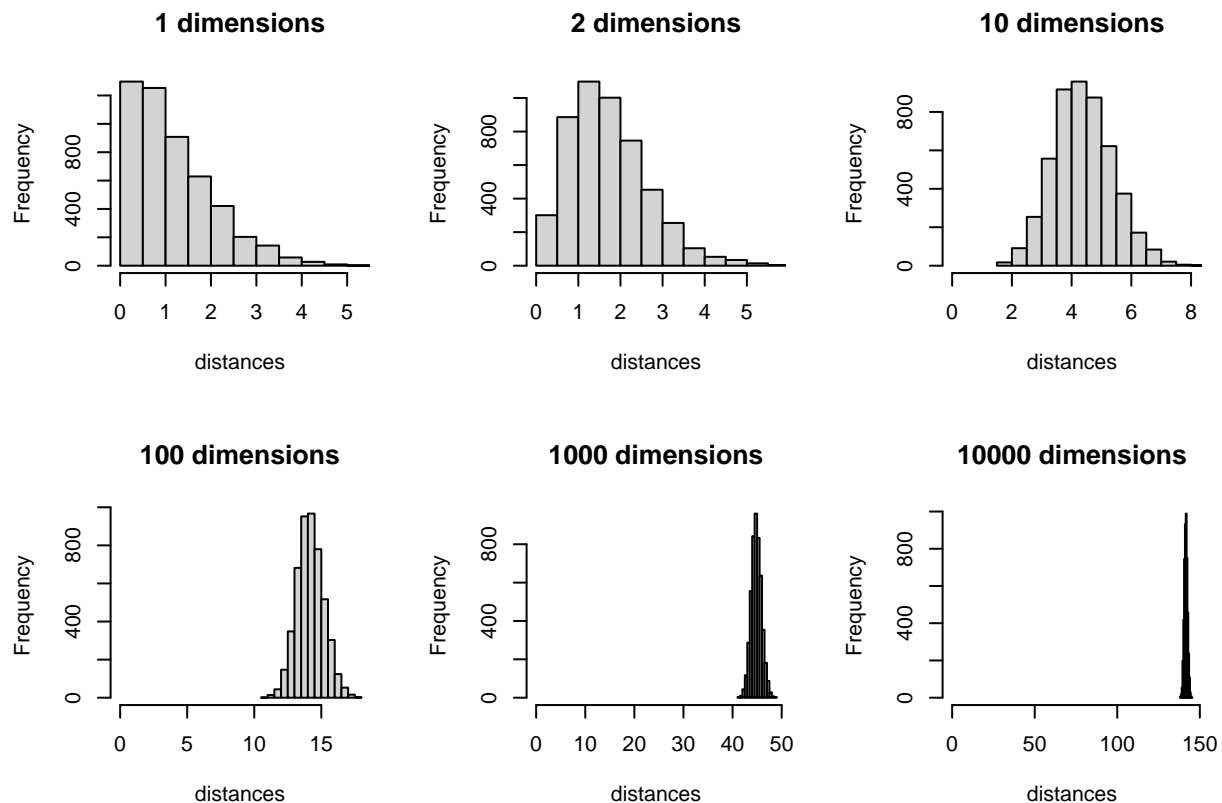 1 dimensions
Frequency
0
400
800
0 1 2 3 4 5
distances
2 dimensions
Frequency
0
400
800
0 1 2 3 4 5
distances
10 dimensions
Frequency
0
400
800
0 2 4 6 8
distances
100 dimensions
Frequency
0
400
800
0 5 10 15
distances
1000 dimensions
Frequency
0
400
800
0 10 20 30 40 50
distances
10000 dimensions
Frequency
0
400
800
0 50 100 150
distances